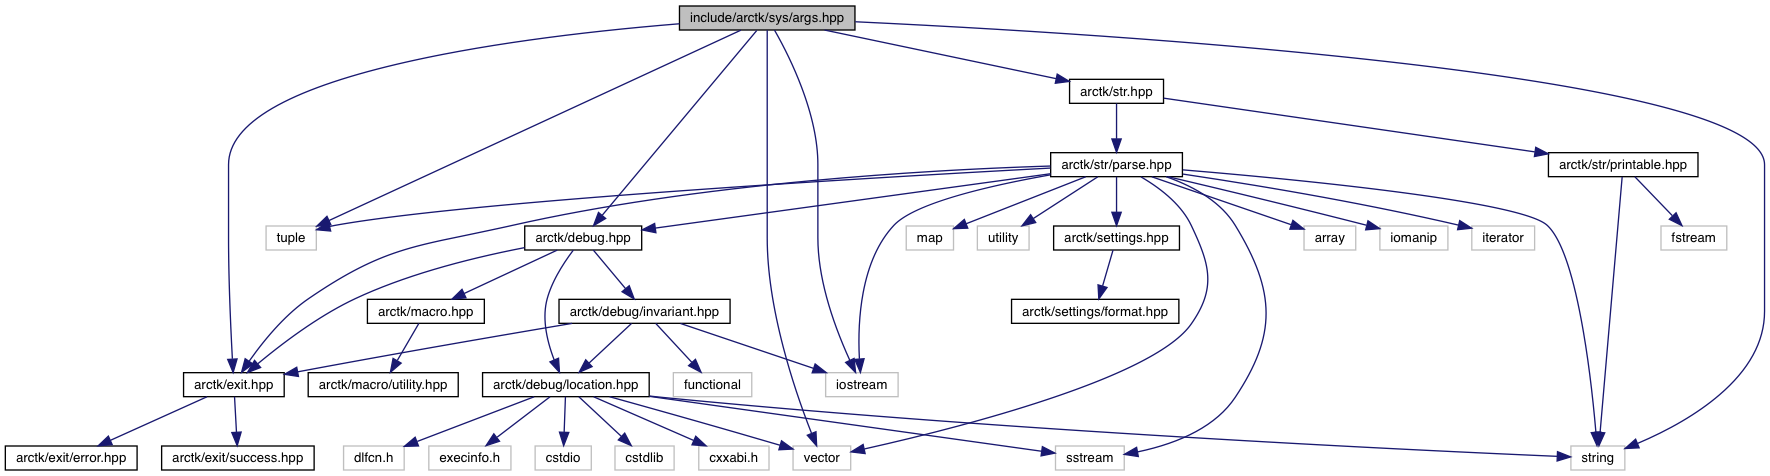 include/arctk/sys/args.hpp
arctk/str.hpp
arctk/str/parse.hpp
arctk/str/printable.hpp
tuple
arctk/debug.hpp
map
utility
arctk/settings.hpp
array
iomanip
iterator
fstream
arctk/macro.hpp
arctk/debug/invariant.hpp
arctk/settings/format.hpp
arctk/exit.hpp
arctk/macro/utility.hpp
arctk/debug/location.hpp
functional
iostream
arctk/exit/error.hpp
arctk/exit/success.hpp
dlfcn.h
execinfo.h
cstdio
cstdlib
cxxabi.h
vector
sstream
string